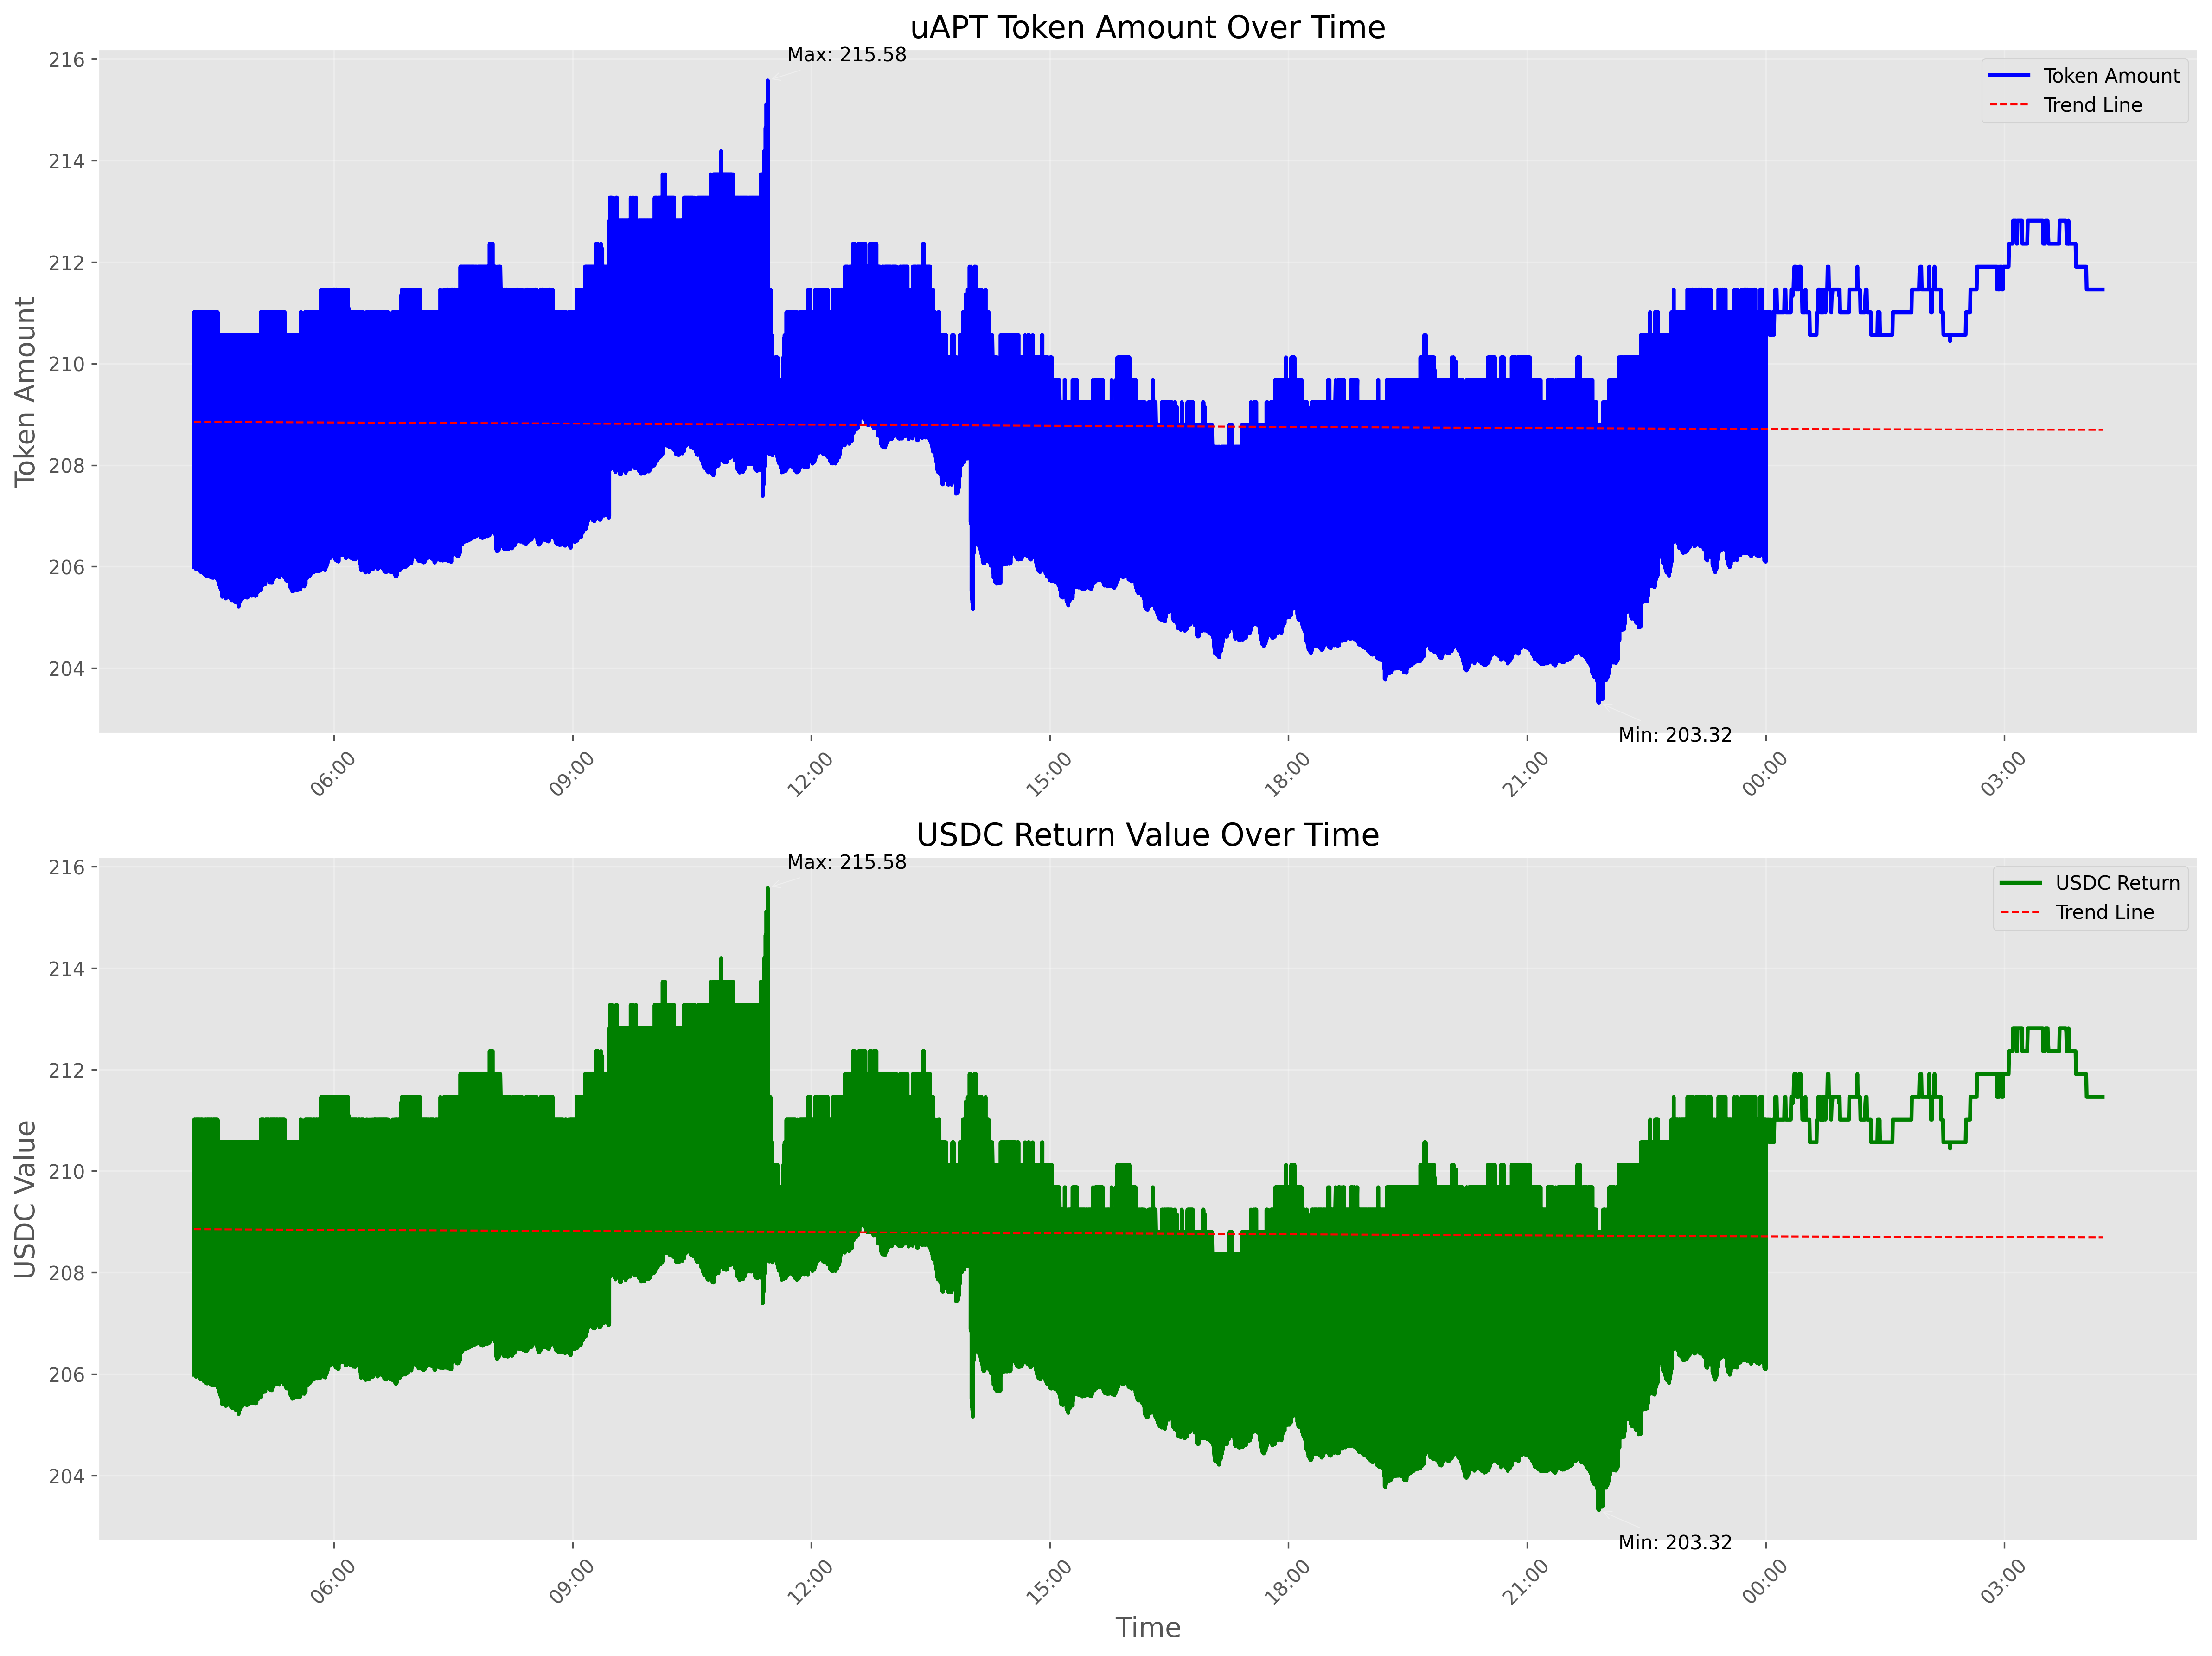 uAPT Token Amount Over Time
Max: 215.58
Token Amount
Trend Line
216
214
212
210
208
206
204
Token Amount
Min: 203.32
06:00
09:00
12:00
15:00
18:00
21:00
00:00
03:00
USDC Return Value Over Time
Max: 215.58
USDC Return
Trend Line
216
214
212
210
208
206
204
USDC Value
Min: 203.32
06:00
09:00
12:00
15:00
18:00
21:00
00:00
03:00
Time